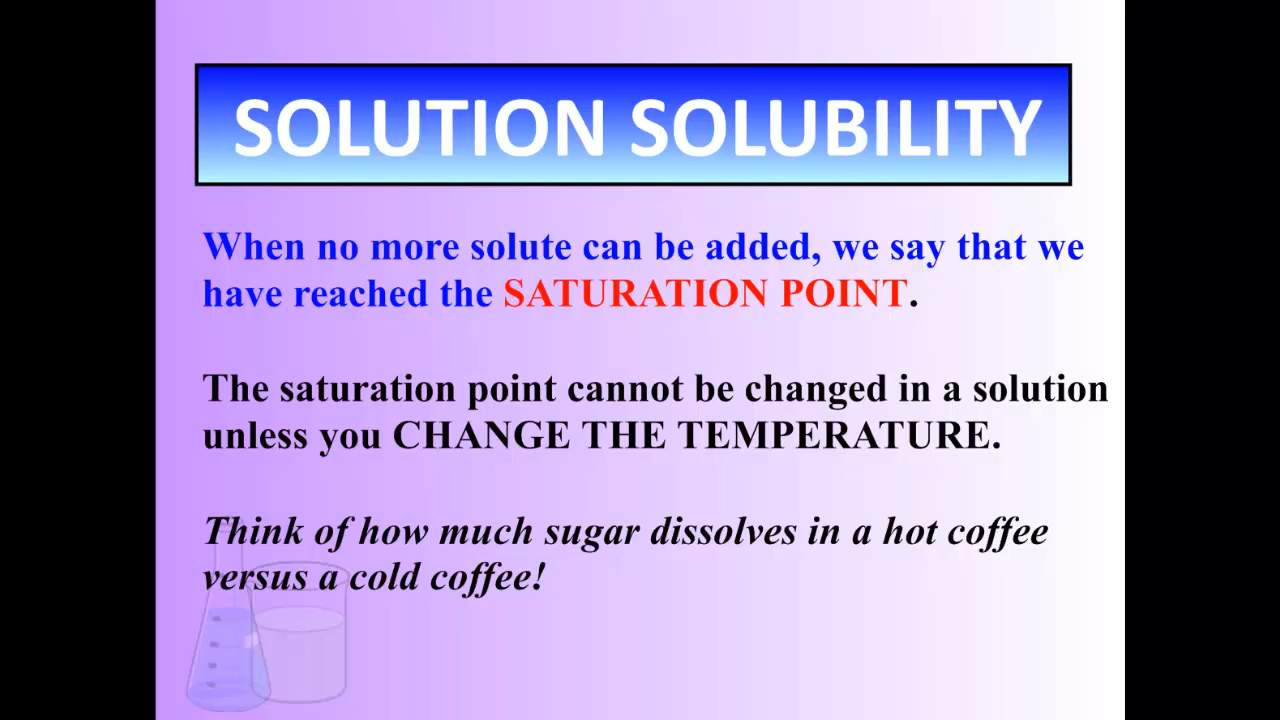 SOLUTION SOLUBILITY
When no more solute can be added, we say that we
have reached the SATURATION POINT.
The saturation point cannot be changed in a solution
unless you CHANGE THE TEMPERATURE.
Think of how much sugar dissolves in a hot coffee
versus a cold coffee!